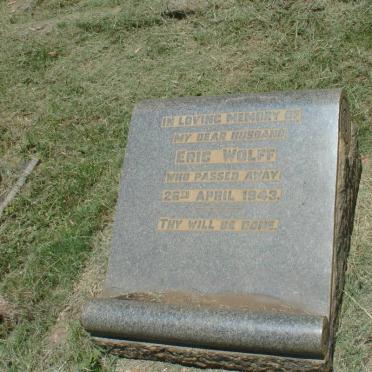 IN LOVING MEMORY OF
MY DEAR HUSBAND
ERIC WOLFF
WHO PASSED AWAY
26TH APRIL 1943.
THY WILL BE DONE.